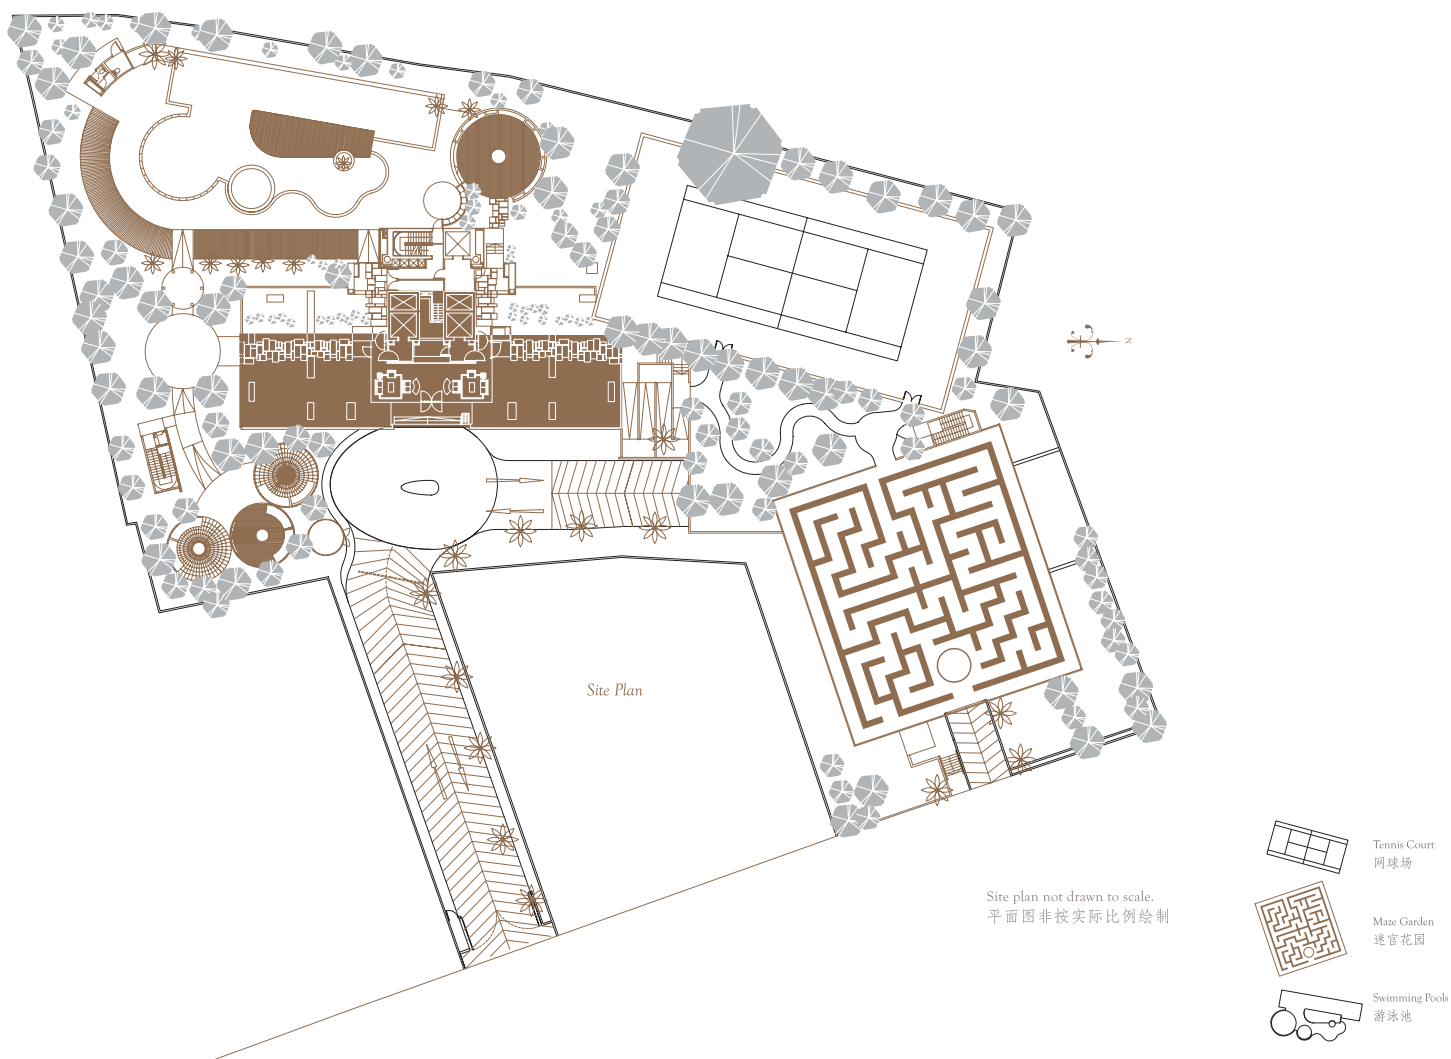 N
Site Plan
Site plan not drawn to scale.
平面图非按实际比例绘制
Tennis Court
网球场
Maze Garden
迷宫花园
Swimming Pools
游泳池